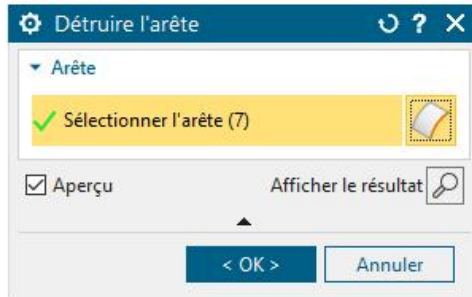 Détruire l'arête
Arête
Sélectionner l'arête (7)
Aperçu
Afficher le résultat
< OK >
Annuler